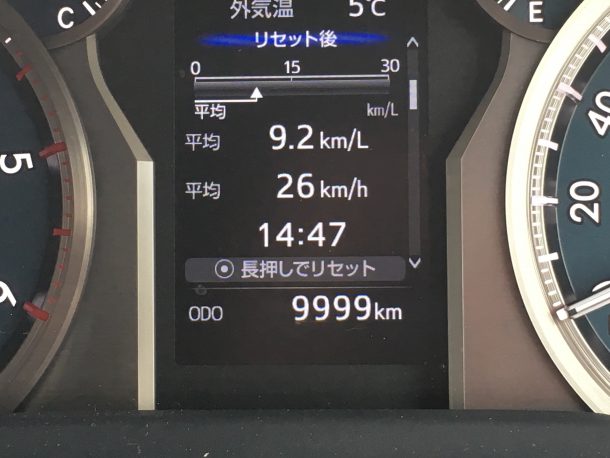 外気温 5℃
C E
リセット後
0 15 30
平均 km/L
平均 9.2 km/L
平均 26 km/h
14:47
長押しでリセット
ODO 9999 km
5
6
40
20